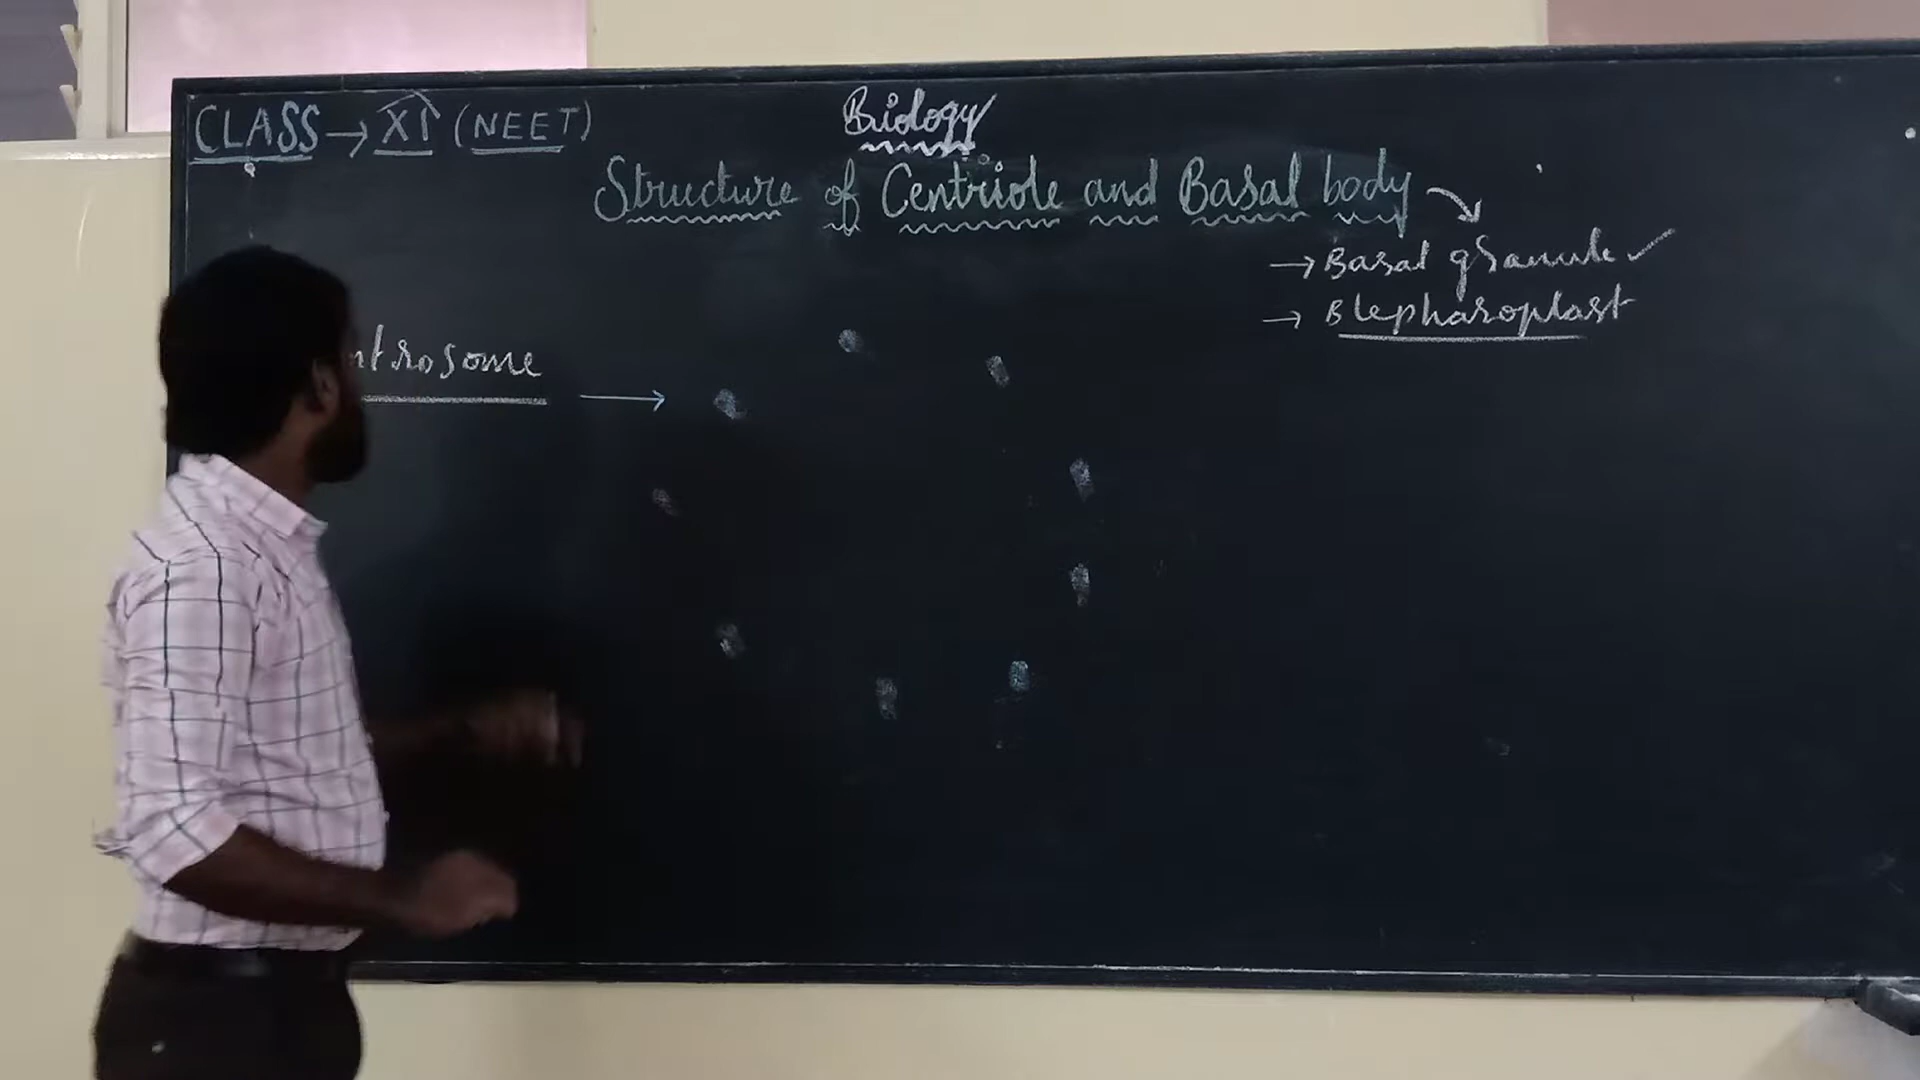 CLASS → XI (NEET)
Biology
Structure of Centriole and Basal body
→ Basal granule ✓
→ Blepharoplast
ntrosome →